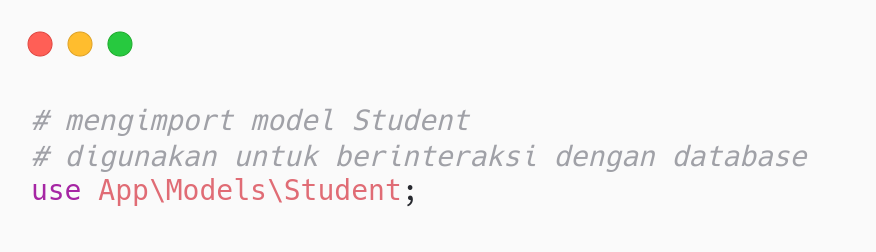 # mengimport model Student
# digunakan untuk berinteraksi dengan database
use App\Models\Student;